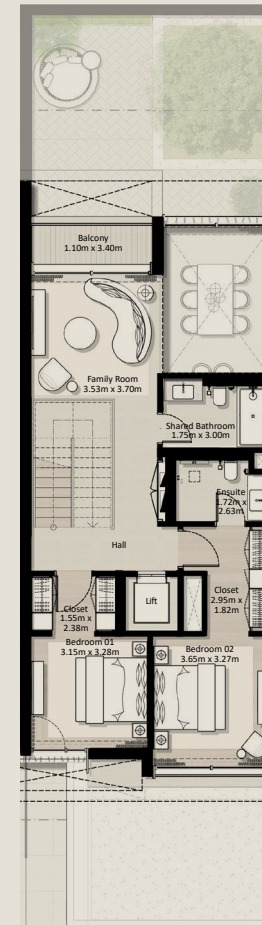 Balcony
1.10m x 3.40m
Family Room
3.53m x 3.70m
Shared Bathroom
1.75m x 3.00m
Ensuite
1.72m x
2.63m
Hall
Closet
1.55m x
2.38m
Lift
Closet
2.95m x
1.82m
Bedroom 01
3.15m x 3.28m
Bedroom 02
3.65m x 3.27m